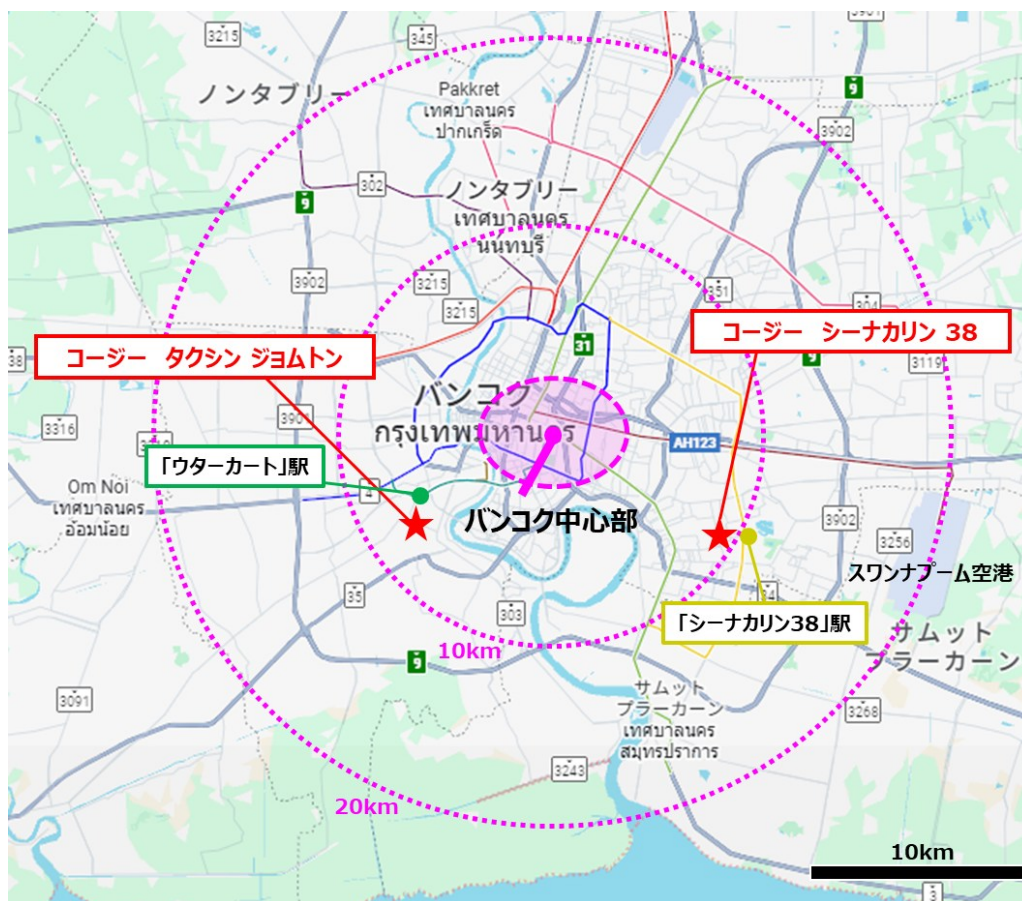 3215
345
3901
ノンタブリー
Pakkret
เทศบาลนคร
ปากเกร็ด
9
3902
302
ノンタブリー
เทศบาลนคร
นนทบุรี
9
3902
3215
3215
351
304
コージー タクシン ジョムトン
コージー シーナカリン 38
31
9
3119
38
バンコク
กรุงเทพมหานคร
3901
3316
AH123
「ウターカート」駅
Om Noi
เทศบาลนคร
อ้อมน้อย
4
バンコク中心部
3902
3256
スワンナプーム空港
35
303
34
「シーナカリン38」駅
10km
9
サムット
プラーカーン
サムット
プラーカーン
เทศบาลนคร
สมุทรปราการ
3091
3268
3243
20km
10km
3